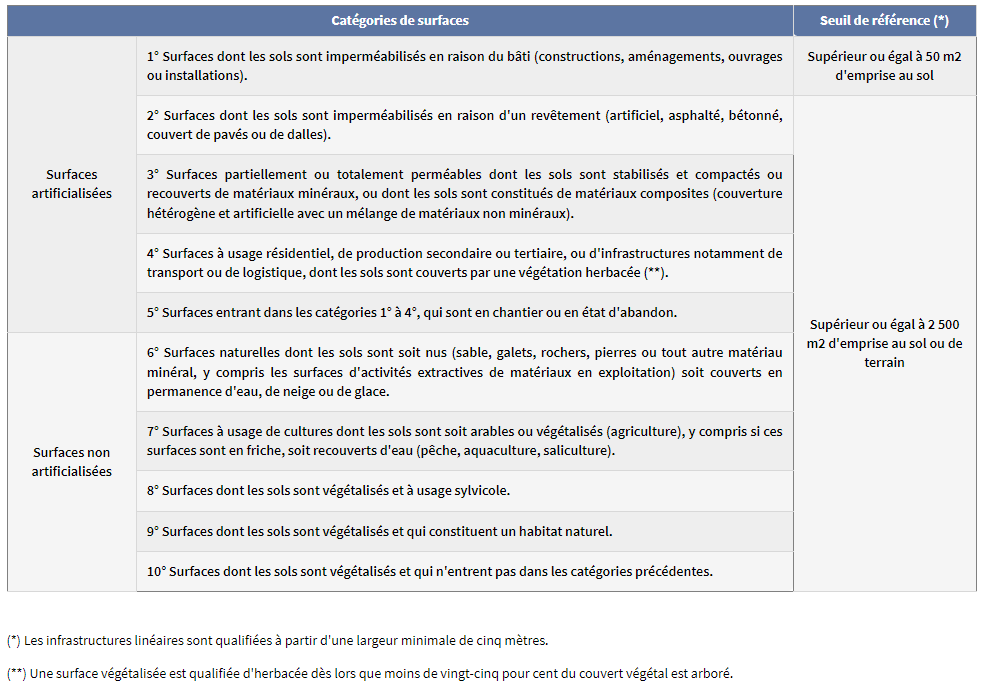 Catégories de surfaces
Seuil de référence (*)
Surfaces
artificialisées
1° Surfaces dont les sols sont imperméabilisés en raison du bâti (constructions, aménagements, ouvrages
ou installations).
Supérieur ou égal à 50 m2
d'emprise au sol
2° Surfaces dont les sols sont imperméabilisés en raison d'un revêtement (artificiel, asphalté, bétonné,
couvert de pavés ou de dalles).
3° Surfaces partiellement ou totalement perméables dont les sols sont stabilisés et compactés ou
recouverts de matériaux minéraux, ou dont les sols sont constitués de matériaux composites (couverture
hétérogène et artificielle avec un mélange de matériaux non minéraux).
4° Surfaces à usage résidentiel, de production secondaire ou tertiaire, ou d'infrastructures notamment de
transport ou de logistique, dont les sols sont couverts par une végétation herbacée (**).
5° Surfaces entrant dans les catégories 1° à 4°, qui sont en chantier ou en état d'abandon.
Supérieur ou égal à 2 500
m2 d'emprise au sol ou de
terrain
Surfaces non
artificialisées
6° Surfaces naturelles dont les sols sont soit nus (sable, galets, rochers, pierres ou tout autre matériau
minéral, y compris les surfaces d'activités extractives de matériaux en exploitation) soit couverts en
permanence d'eau, de neige ou de glace.
7° Surfaces à usage de cultures dont les sols sont soit arables ou végétalisés (agriculture), y compris si ces
surfaces sont en friche, soit recouverts d'eau (pêche, aquaculture, saliculture).
8° Surfaces dont les sols sont végétalisés et à usage sylvicole.
9° Surfaces dont les sols sont végétalisés et qui constituent un habitat naturel.
10° Surfaces dont les sols sont végétalisés et qui n'entrent pas dans les catégories précédentes.
(*) Les infrastructures linéaires sont qualifiées à partir d'une largeur minimale de cinq mètres.
(**) Une surface végétalisée est qualifiée d'herbacée dès lors que moins de vingt-cinq pour cent du couvert végétal est arboré.